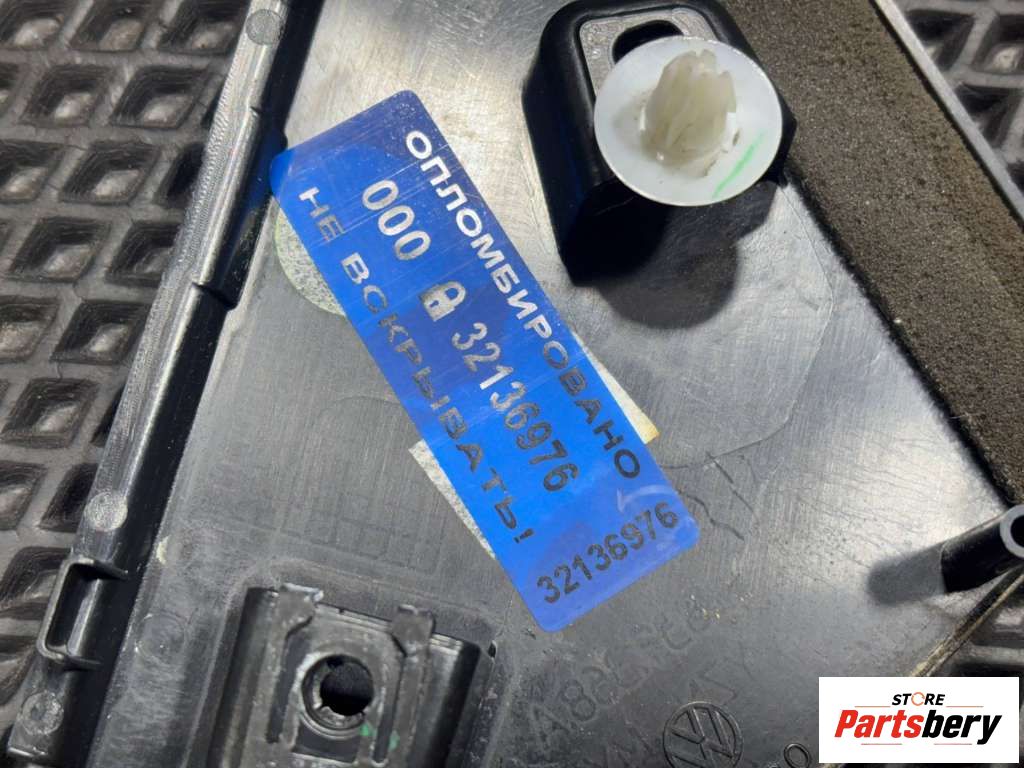 ОПЛОМБИРОВАНО
000 32136976
НЕ ВСКРЫВАТЬ!
32136976
STORE
Partsbery